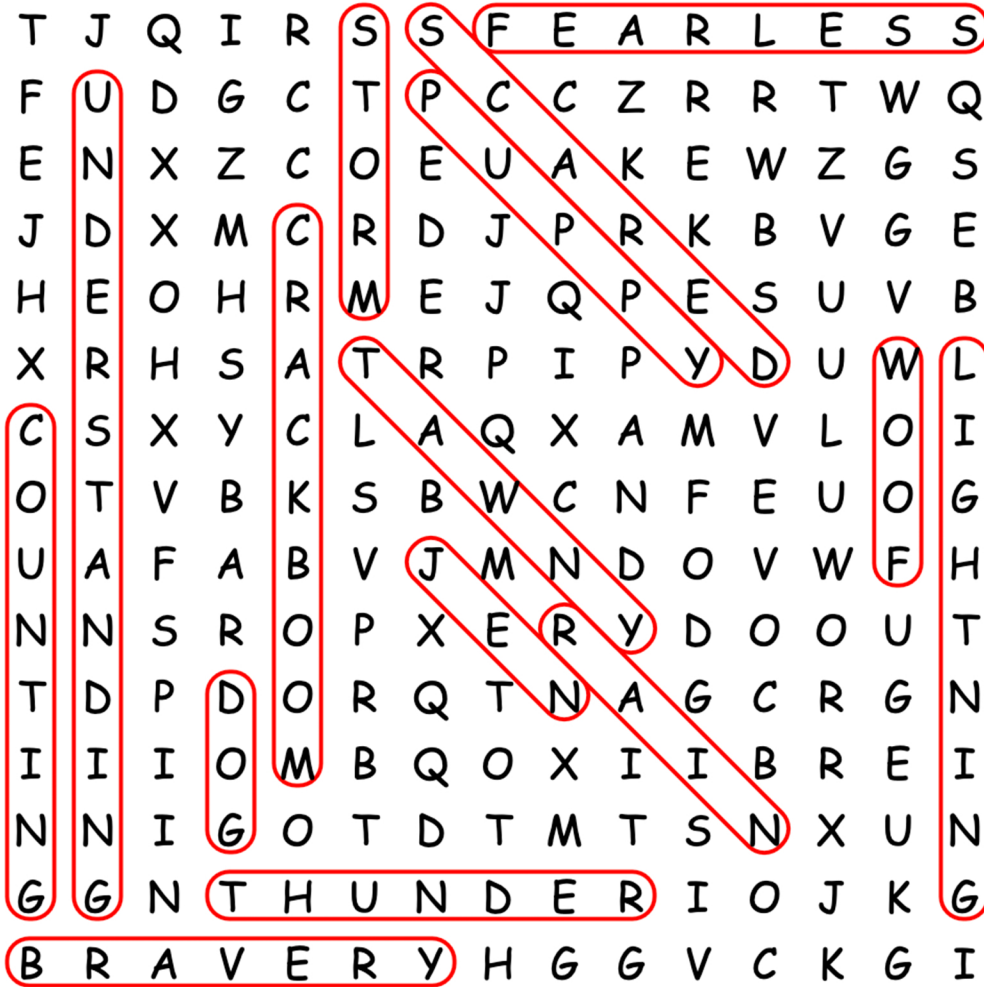 T J Q I R S S F E A R L E S S
F U D G C T P C C Z R R T W Q
E N X Z C O E U A K E W Z G S
J D X M C R D J P R K B V G E
H E O H R M E J Q P E S U V B
X R H S A T R P I P Y D U W L
C S X Y C L A Q X A M V L O I
O T V B K S B W C N F E U O G
U A F A B V J M N D O V W F H
N N S R O P X E R Y D O O U T
T D P D O R Q T N A G C R G N
I I I O M B Q O X I I B R E I
N N I G O T D T M T S N X U N
G G N T H U N D E R I O J K G
B R A V E R Y H G G V C K G I